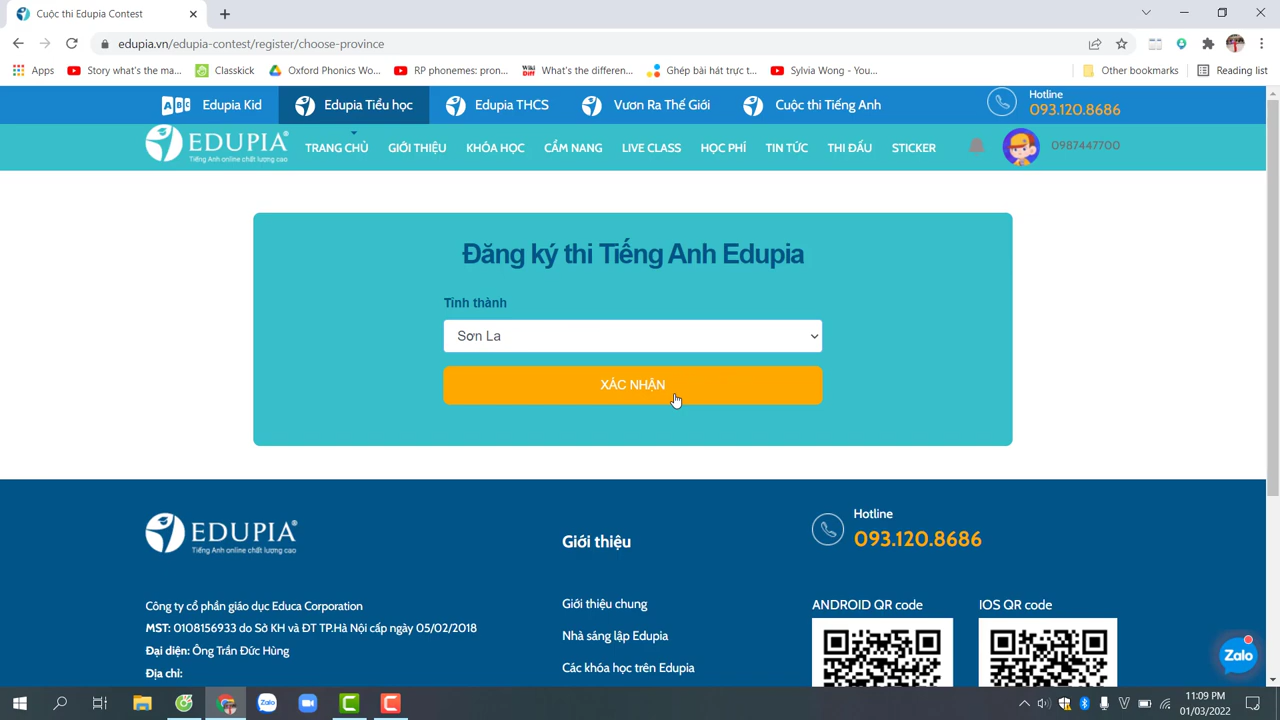 Cuộc thi Edupia Contest
edupia.vn/edupia-contest/register/choose-province
Apps
Story what's the ma...
Classkick
Oxford Phonics Wo...
RP phonemes: pron...
What's the differen...
Ghép bài hát trực t...
Sylvia Wong - You...
Other bookmarks
Reading list
ABC Edupia Kid
Edupia Tiểu học
Edupia THCS
Vươn Ra Thế Giới
Cuộc thi Tiếng Anh
Hotline
093.120.8686
EDUPIA
Tiếng Anh online chất lượng cao
TRANG CHỦ
GIỚI THIỆU
KHÓA HỌC
CẨM NANG
LIVE CLASS
HỌC PHÍ
TIN TỨC
THI ĐẤU
STICKER
0987447700
Đăng ký thi Tiếng Anh Edupia
Tỉnh thành
Sơn La
XÁC NHẬN
EDUPIA
Tiếng Anh online chất lượng cao
Công ty cổ phần giáo dục Educa Corporation
MST: 0108156933 do Sở KH và ĐT TP.Hà Nội cấp ngày 05/02/2018
Đại diện: Ông Trần Đức Hùng
Địa chỉ:
Giới thiệu
Giới thiệu chung
Nhà sáng lập Edupia
Các khóa học trên Edupia
Hotline
093.120.8686
ANDROID QR code
IOS QR code
Zalo
11:09 PM
01/03/2022